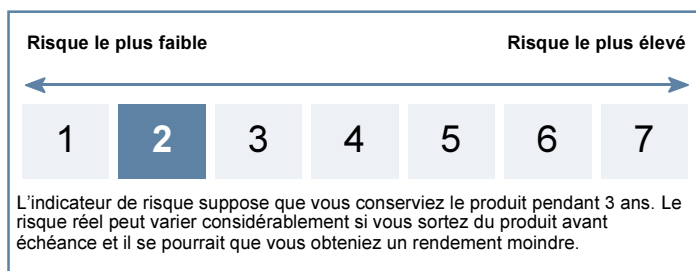 Risque le plus faible Risque le plus élevé
1 2 3 4 5 6 7
L'indicateur de risque suppose que vous conserviez le produit pendant 3 ans. Le
risque réel peut varier considérablement si vous sortez du produit avant
échéance et il se pourrait que vous obteniez un rendement moindre.